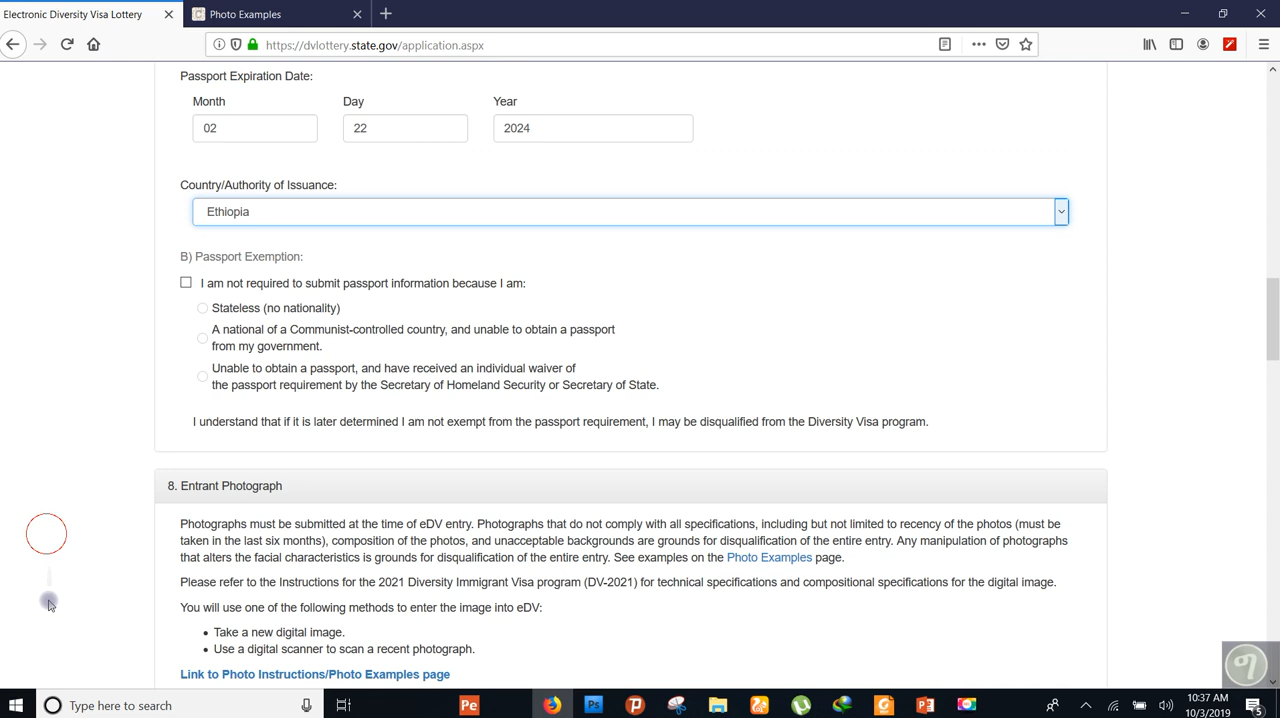 Electronic Diversity Visa Lottery
Photo Examples
https://dvlottery.state.gov/application.aspx
Passport Expiration Date:
Month Day Year
02 22 2024
Country/Authority of Issuance:
Ethiopia
B) Passport Exemption:
I am not required to submit passport information because I am:
Stateless (no nationality)
A national of a Communist-controlled country, and unable to obtain a passport
from my government.
Unable to obtain a passport, and have received an individual waiver of
the passport requirement by the Secretary of Homeland Security or Secretary of State.
I understand that if it is later determined I am not exempt from the passport requirement, I may be disqualified from the Diversity Visa program.
8. Entrant Photograph
Photographs must be submitted at the time of eDV entry. Photographs that do not comply with all specifications, including but not limited to recency of the photos (must be
taken in the last six months), composition of the photos, and unacceptable backgrounds are grounds for disqualification of the entire entry. Any manipulation of photographs
that alters the facial characteristics is grounds for disqualification of the entire entry. See examples on the Photo Examples page.
Please refer to the Instructions for the 2021 Diversity Immigrant Visa program (DV-2021) for technical specifications and compositional specifications for the digital image.
You will use one of the following methods to enter the image into eDV:
• Take a new digital image.
• Use a digital scanner to scan a recent photograph.
Link to Photo Instructions/Photo Examples page
Type here to search
Pe
Ps
10:37 AM
10/3/2019
5